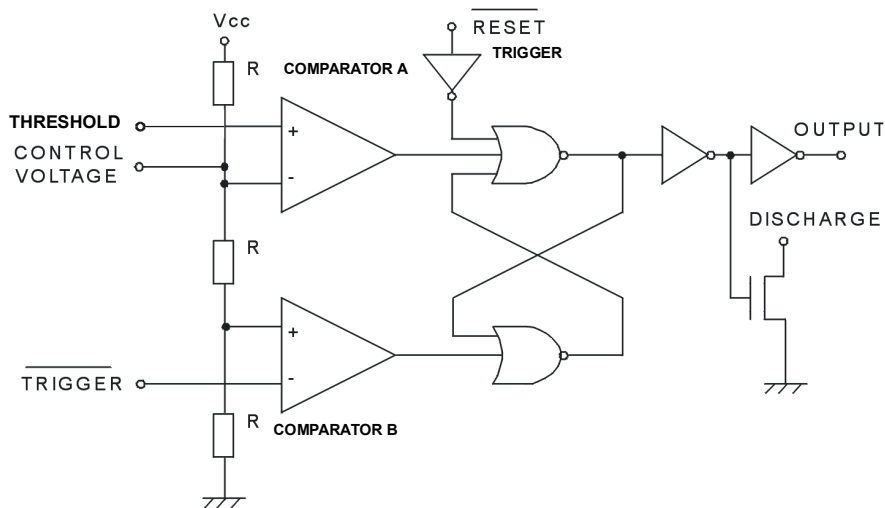 Vcc
RESET
R
COMPARATOR A
TRIGGER
THRESHOLD
+
OUTPUT
CONTROL
VOLTAGE
-
DISCHARGE
R
+
TRIGGER
-
R
COMPARATOR B